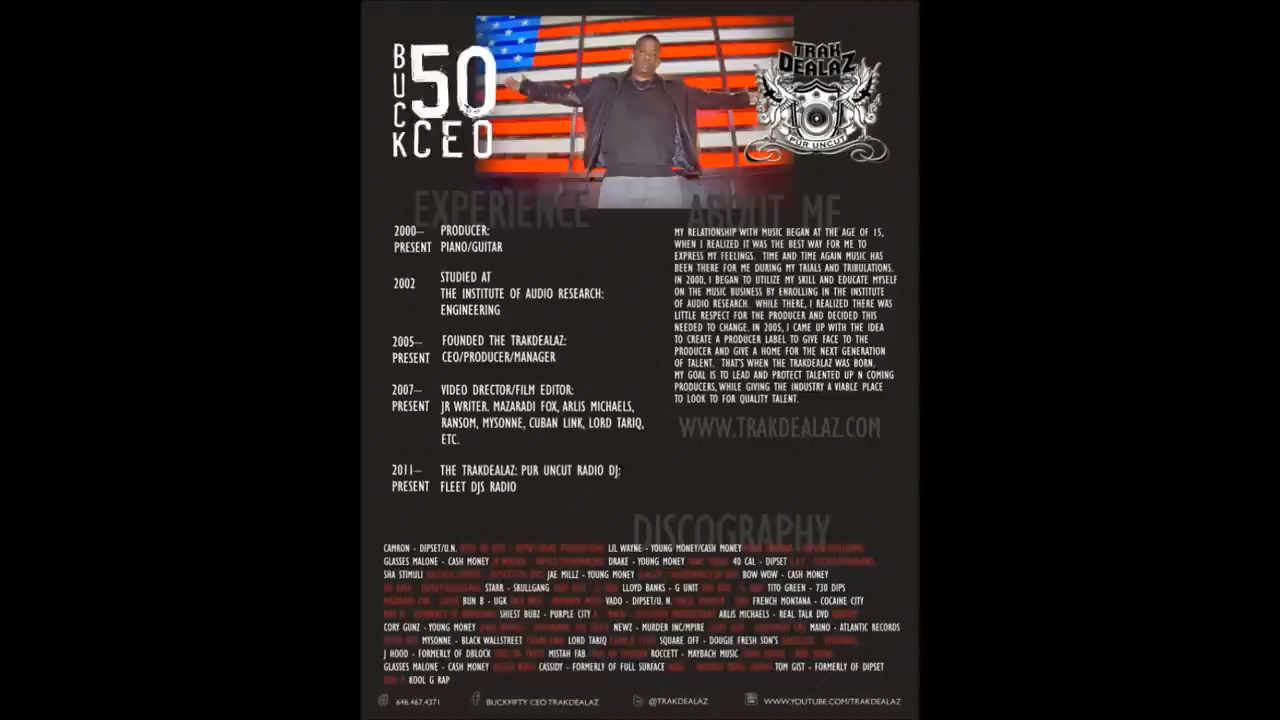 BUCK
50
CEO
TRAK
DEALAZ
PUR UNCUT
EXPERIENCE
2000– PRODUCER:
PRESENT PIANO/GUITAR
2002 STUDIED AT
THE INSTITUTE OF AUDIO RESEARCH:
ENGINEERING
2005– FOUNDED THE TRAKDEALAZ:
PRESENT CEO/PRODUCER/MANAGER
2007– VIDEO DRECTOR/FILM EDITOR:
PRESENT JR WRITER. MAZARADI FOX, ARLIS MICHAELS,
RANSOM, MYSONNE, CUBAN LINK, LORD TARIQ,
ETC.
2011– THE TRAKDEALAZ: PUR UNCUT RADIO DJ:
PRESENT FLEET DJS RADIO
ABOUT ME
MY RELATIONSHIP WITH MUSIC BEGAN AT THE AGE OF 15,
WHEN I REALIZED IT WAS THE BEST WAY FOR ME TO
EXPRESS MY FEELINGS. TIME AND TIME AGAIN MUSIC HAS
BEEN THERE FOR ME DURING MY TRIALS AND TRIBULATIONS.
IN 2000, I BEGAN TO UTILIZE MY SKILL AND EDUCATE MYSELF
ON THE MUSIC BUSINESS BY ENROLLING IN THE INSTITUTE
OF AUDIO RESEARCH. WHILE THERE, I REALIZED THERE WAS
LITTLE RESPECT FOR THE PRODUCER AND DECIDED THIS
NEEDED TO CHANGE. IN 2005, I CAME UP WITH THE IDEA
TO CREATE A PRODUCER LABEL TO GIVE FACE TO THE
PRODUCER AND GIVE A HOME FOR THE NEXT GENERATION
OF TALENT. THAT'S WHEN THE TRAKDEALAZ WAS BORN.
MY GOAL IS TO LEAD AND PROTECT TALENTED UP N COMING
PRODUCERS, WHILE GIVING THE INDUSTRY A VIABLE PLACE
TO LOOK TO FOR QUALITY TALENT.
WWW.TRAKDEALAZ.COM
DISCOGRAPHY
CAMRON - DIPSET/U.N. LIL WAYNE - YOUNG MONEY/CASH MONEY
GLASSES MALONE - CASH MONEY DRAKE - YOUNG MONEY 40 CAL - DIPSET
SHA STIMULI JAE MILLZ - YOUNG MONEY BOW WOW - CASH MONEY
STARR - SKULLGANG LLOYD BANKS - G UNIT TITO GREEN - 730 DIPS
BUN B - UGK VADO - DIPSET/U. N. FRENCH MONTANA - COCAINE CITY
SHIEST BUBZ - PURPLE CITY ARLIS MICHAELS - REAL TALK DVD
CORY GUNZ - YOUNG MONEY NEWZ - MURDER INC/MPIRE MAINO - ATLANTIC RECORDS
MYSONNE - BLACK WALLSTREET LORD TARIQ SQUARE OFF - DOUGIE FRESH SON'S
J HOOD - FORMERLY OF DBLOCK MISTAH FAB ROCCETT - MAYBACH MUSIC
GLASSES MALONE - CASH MONEY CASSIDY - FORMERLY OF FULL SURFACE TOM GIST - FORMERLY OF DIPSET
KOOL G RAP
646.467.4371 BUCKFIFTY CEO TRAKDEALAZ @TRAKDEALAZ WWW.YOUTUBE.COM/TRAKDEALAZ